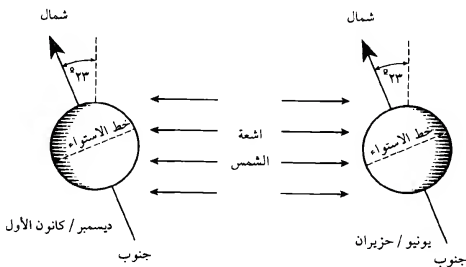 شمال
شمال
٢٣°
٢٣°
خط الاستواء
خط الاستواء
اشعة
الشمس
يونيو / حزيران
ديسمبر / كانون الأول
جنوب
جنوب